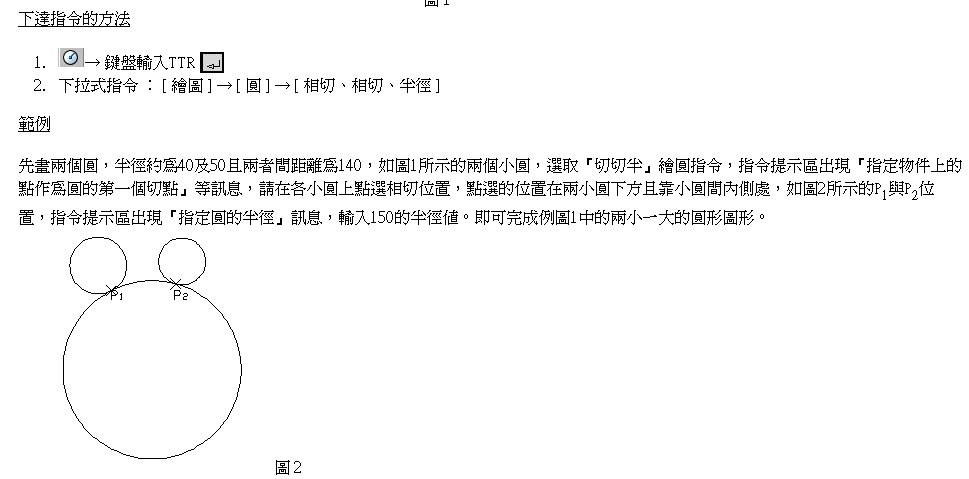 圖1
下達指令的方法
1. → 鍵盤輸入TTR
2. 下拉式指令 : [ 繪圖 ]→[ 圓 ]→[ 相切、相切、半徑 ]
範例
先畫兩個圓，半徑約為40及50且兩者間距離為140，如圖1所示的兩個小圓，選取『切切半』繪圓指令，指令提示區出現『指定物件上的
點作為圓的第一個切點』等訊息，請在各小圓上點選相切位置，點選的位置在兩小圓下方且靠小圓間內側處，如圖2所示的P1與P2位
置，指令提示區出現『指定圓的半徑』訊息，輸入150的半徑值。即可完成例圖1中的兩小一大的圓形圖形。
P1 P2
圖2